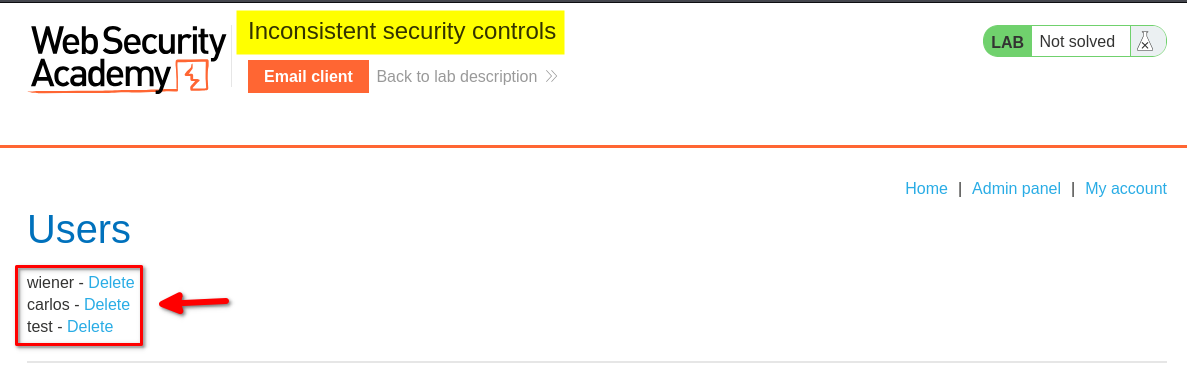 Web Security
Academy
Inconsistent security controls
Email client
Back to lab description
LAB
Not solved
Home | Admin panel | My account
Users
wiener - Delete
carlos - Delete
test - Delete